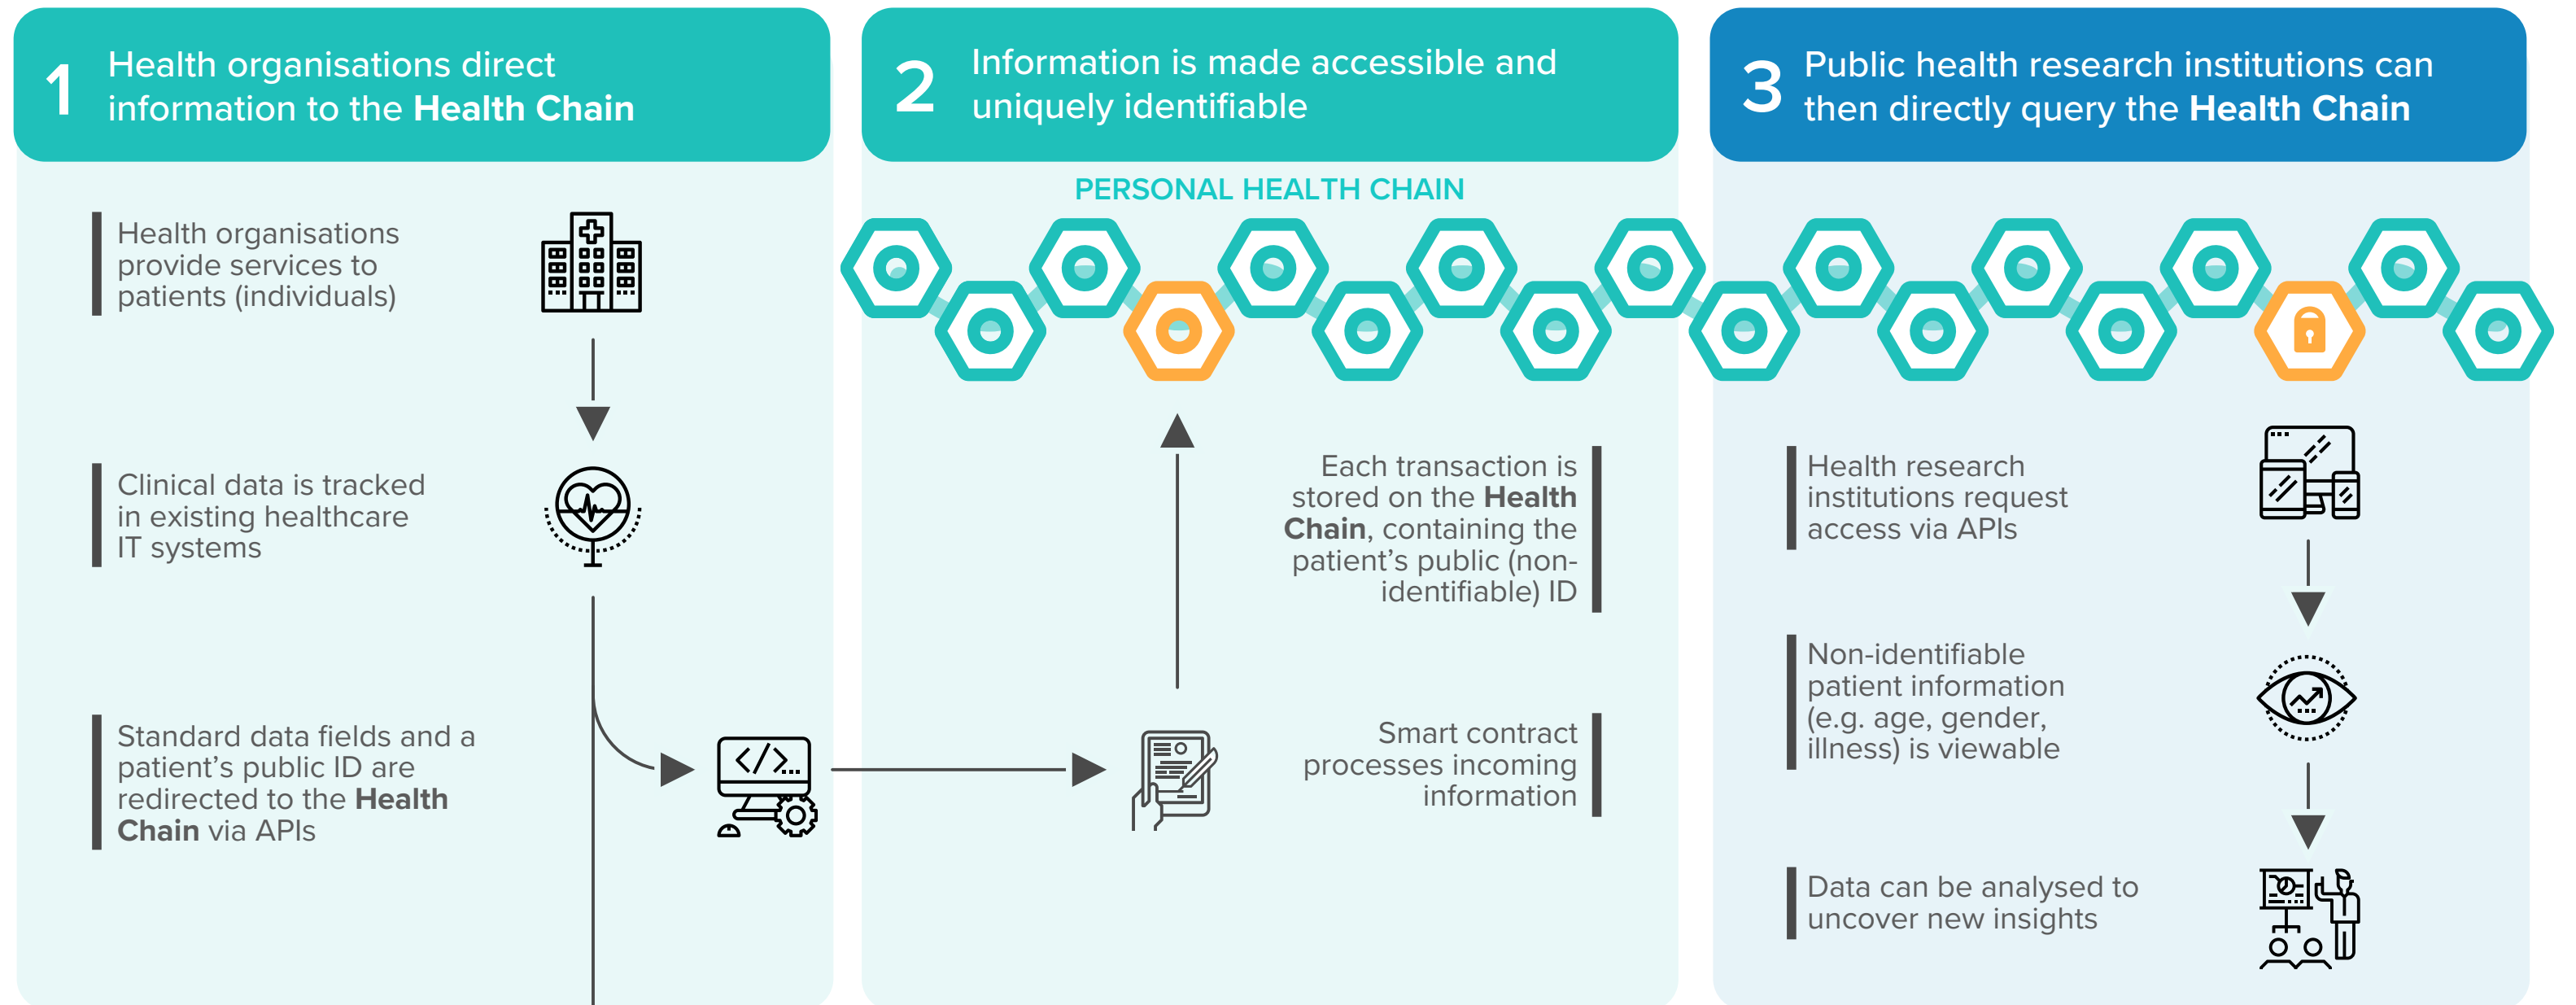 1
Health organisations direct
information to the Health Chain
Health organisations
provide services to
patients (individuals)
Clinical data is tracked
in existing healthcare
IT systems
Standard data fields and a
patient’s public ID are
redirected to the Health
Chain via APIs
</>...
2
Information is made accessible and
uniquely identifiable
PERSONAL HEALTH CHAIN
Each transaction is
stored on the Health
Chain, containing the
patient’s public (non-
identifiable) ID
Smart contract
processes incoming
information
3
Public health research institutions can
then directly query the Health Chain
Health research
institutions request
access via APIs
Non-identifiable
patient information
(e.g. age, gender,
illness) is viewable
Data can be analysed to
uncover new insights